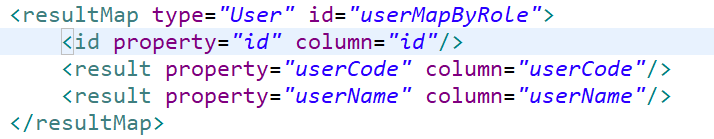 <resultMap type="User" id="userMapByRole">
<id property="id" column="id"/>
<result property="userCode" column="userCode"/>
<result property="userName" column="userName"/>
</resultMap>